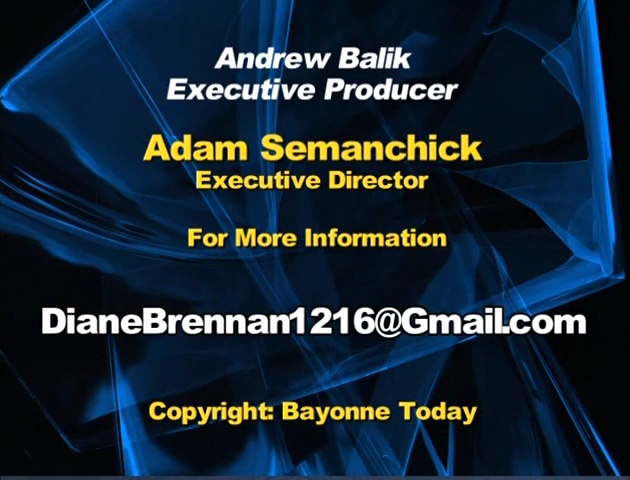 Andrew Balik
Executive Producer
Adam Semanchick
Executive Director
For More Information
DianeBrennan1216@Gmail.com
Copyright: Bayonne Today